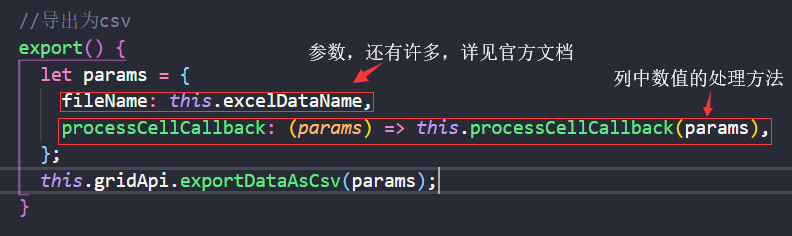 //导出为csv
export() {
参数，还有许多，详见官方文档
let params = {
列中数值的处理方法
fileName: this.excelDataName,
processCellCallback: (params) => this.processCellCallback(params),
};
this.gridApi.exportDataAsCsv(params);
}